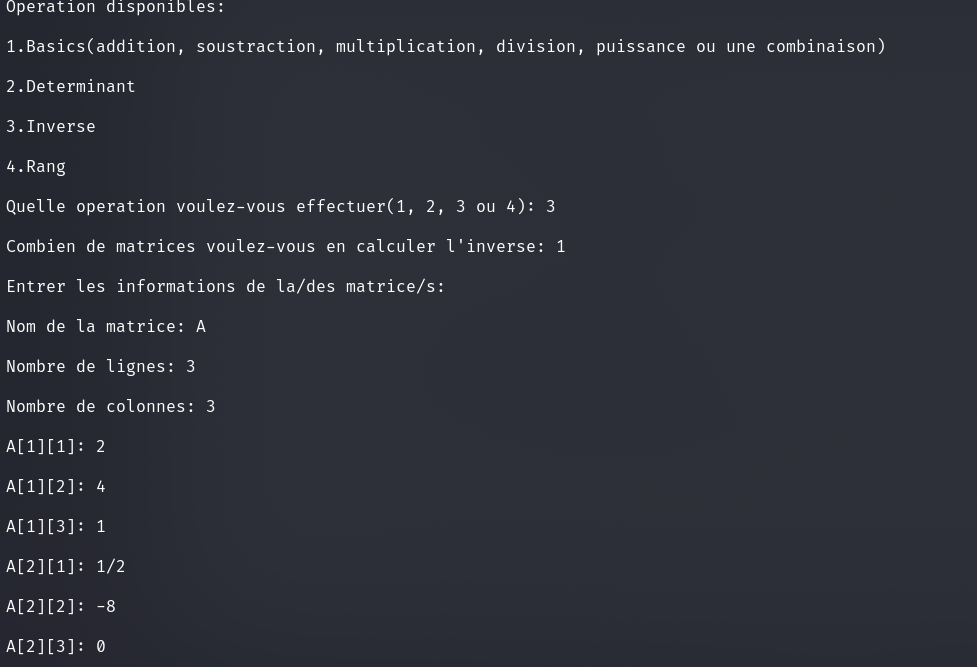 Operation disponibles:
1.Basics(addition, soustraction, multiplication, division, puissance ou une combinaison)
2.Determinant
3.Inverse
4.Rang
Quelle operation voulez-vous effectuer(1, 2, 3 ou 4): 3
Combien de matrices voulez-vous en calculer l'inverse: 1
Entrer les informations de la/des matrice/s:
Nom de la matrice: A
Nombre de lignes: 3
Nombre de colonnes: 3
A[1][1]: 2
A[1][2]: 4
A[1][3]: 1
A[2][1]: 1/2
A[2][2]: -8
A[2][3]: 0